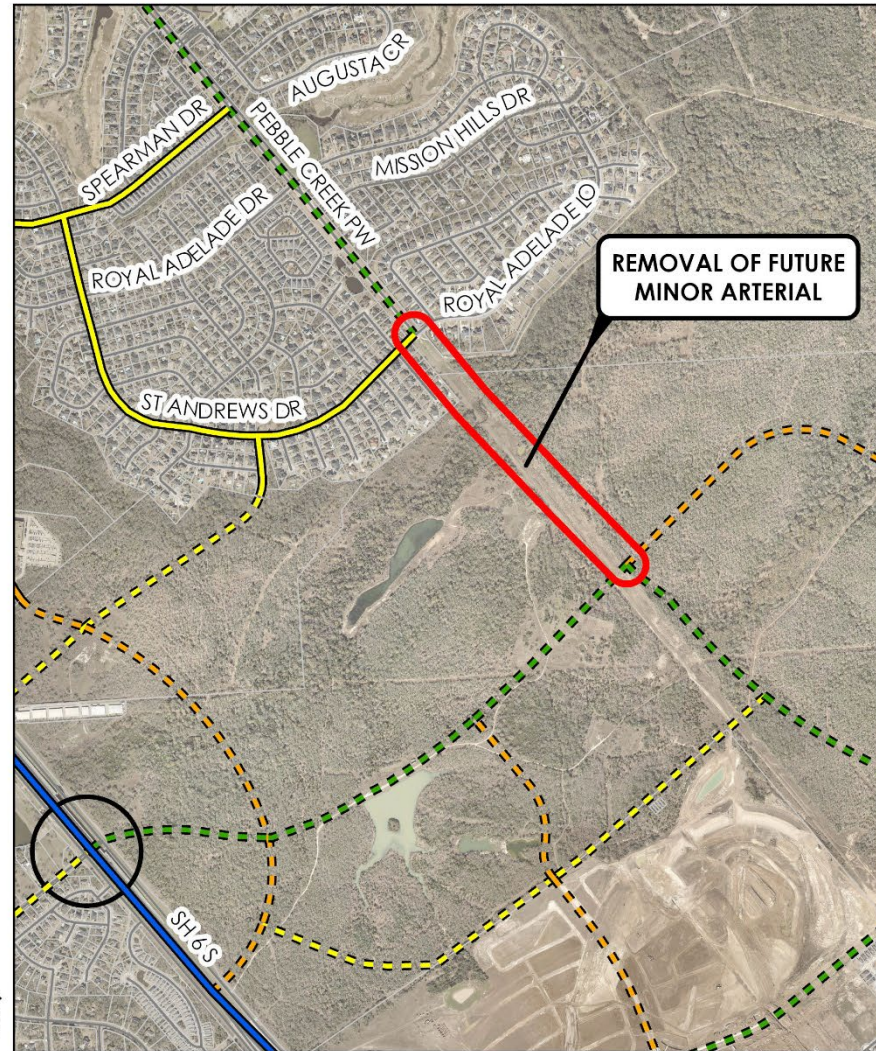 AUGUSTA CR
SPEARMAN DR
PEBBLE CREEK PW
MISSION HILLS DR
ROYAL ADELADE DR
ROYAL ADELADE LO
REMOVAL OF FUTURE
MINOR ARTERIAL
ST ANDREWS DR
SH 6 S